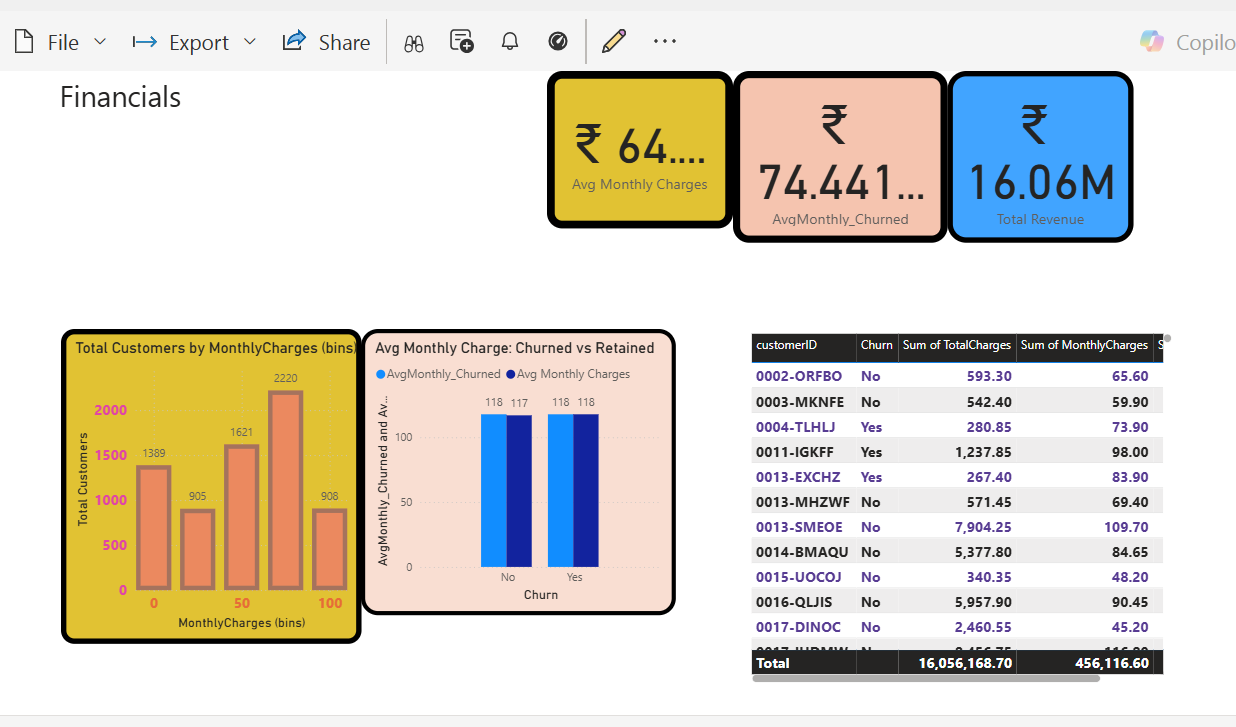 File Export Share Copilo
Financials
₹ 64....
Avg Monthly Charges
₹
74.441...
AvgMonthly_Churned
₹
16.06M
Total Revenue
Total Customers by MonthlyCharges (bins)
Total Customers
2000
1500
1000
500
0
1389
905
1621
2220
908
0 50 100
MonthlyCharges (bins)
Avg Monthly Charge: Churned vs Retained
AvgMonthly_Churned Avg Monthly Charges
AvgMonthly_Churned and Av...
100
50
0
118 117 118 118
No Yes
Churn
customerID Churn Sum of TotalCharges Sum of MonthlyCharges S
0002-ORFBO No 593.30 65.60
0003-MKNFE No 542.40 59.90
0004-TLHLJ Yes 280.85 73.90
0011-IGKFF Yes 1,237.85 98.00
0013-EXCHZ Yes 267.40 83.90
0013-MHZWF No 571.45 69.40
0013-SMEOE No 7,904.25 109.70
0014-BMAQU No 5,377.80 84.65
0015-UOCOJ No 340.35 48.20
0016-QLJIS No 5,957.90 90.45
0017-DINOC No 2,460.55 45.20
Total 16,056,168.70 456,116.60